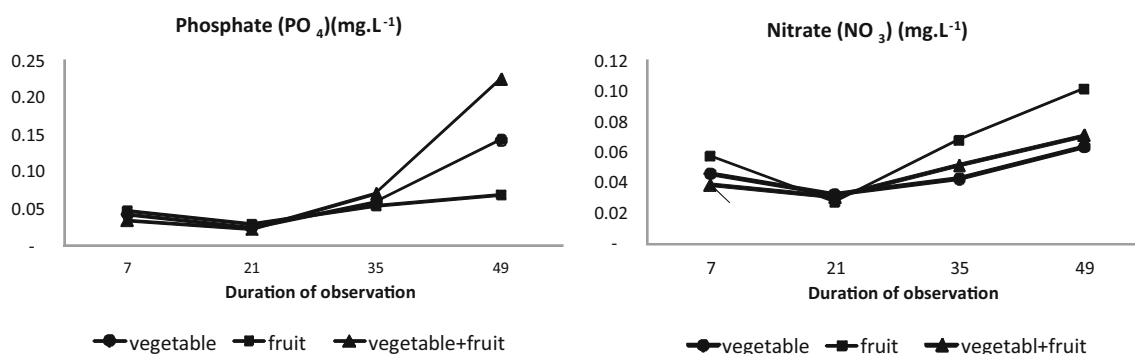 Phosphate (PO 4)(mg.L-1)
0.25
0.20
0.15
0.10
0.05
-
7 21 35 49
Duration of observation
vegetable fruit vegetable+fruit
Nitrate (NO 3) (mg.L-1)
0.12
0.10
0.08
0.06
0.04
0.02
-
7 21 35 49
Duration of observation
vegetable fruit vegetabl+fruit